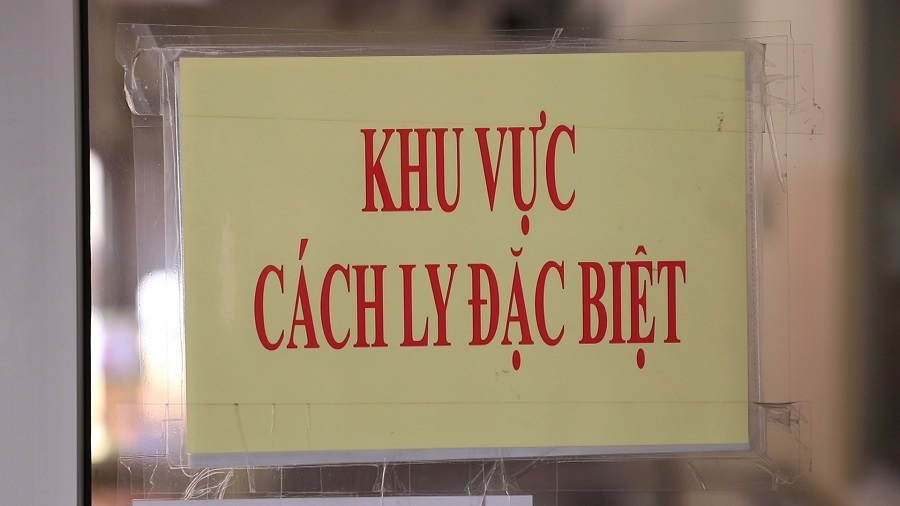 KHU VỰC
CÁCH LY ĐẶC BIỆT